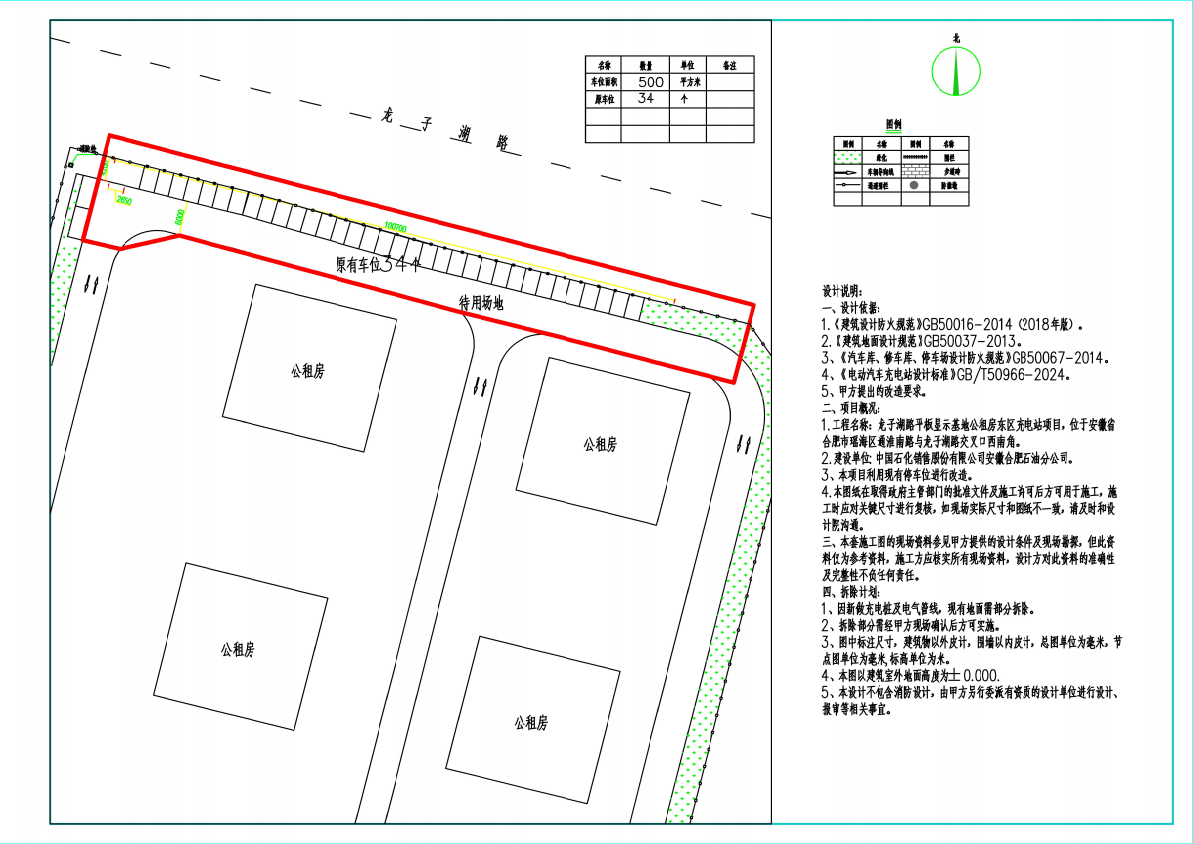 北
名称 数量 单位 备注
车位面积 500 平方米
原车位 34 个
龙子湖路
图例
图例 名称 图例 名称
绿化 围栏
车辆导向线 步道砖
道道围栏 防撞墩
消防栓
2650
6000
100700
原有车位34个
待用场地
公租房
公租房
公租房
公租房
设计说明:
一、设计依据:
1.《建筑设计防火规范》GB50016-2014（2018年版）。
2.《建筑地面设计规范》GB50037-2013。
3、《汽车库、修车库、停车场设计防火规范》GB50067-2014。
4、《电动汽车充电站设计标准》GB/T50966-2024。
5、甲方提出的改造要求。
二、项目概况:
1.工程名称: 龙子湖路平板显示基地公租房东区充电站项目，位于安徽省
合肥市瑶海区通淮南路与龙子湖路交叉口西南角。
2.建设单位: 中国石化销售股份有限公司安徽合肥石油分公司。
3、本项目利用现有停车位进行改造。
4.本图纸在取得政府主管部门的批准文件及施工许可后方可用于施工，施
工时应对关键尺寸进行复核，如现场实际尺寸和图纸不一致，请及时和设
计院沟通。
三、本套施工图的现场资料参见甲方提供的设计条件及现场勘探，但此资
料仅为参考资料，施工方应核实所有现场资料，设计方对此资料的准确性
及完整性不负任何责任。
四、拆除计划:
1、因新做充电桩及电气管线，现有地面需部分拆除。
2、拆除部分需经甲方现场确认后方可实施。
3、图中标注尺寸，建筑物以外皮计，围墙以内皮计，总图单位为毫米，节
点图单位为毫米,标高单位为米。
4、本图以建筑室外地面高度为±0.000.
5、本设计不包含消防设计，由甲方另行委派有资质的设计单位进行设计、
报审等相关事宜。